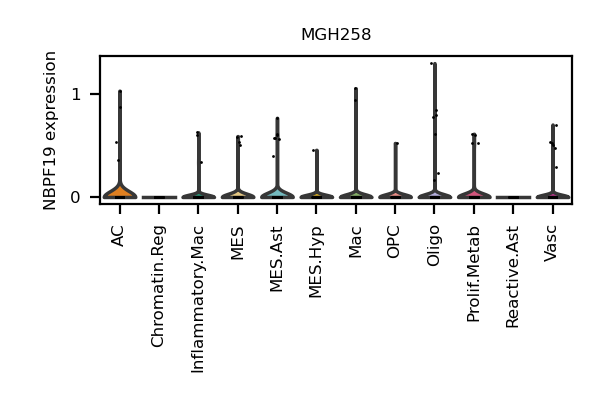 MGH258
NBPF19 expression
1
0
AC
Chromatin.Reg
Inflammatory.Mac
MES
MES.Ast
MES.Hyp
Mac
OPC
Oligo
Prolif.Metab
Reactive.Ast
Vasc